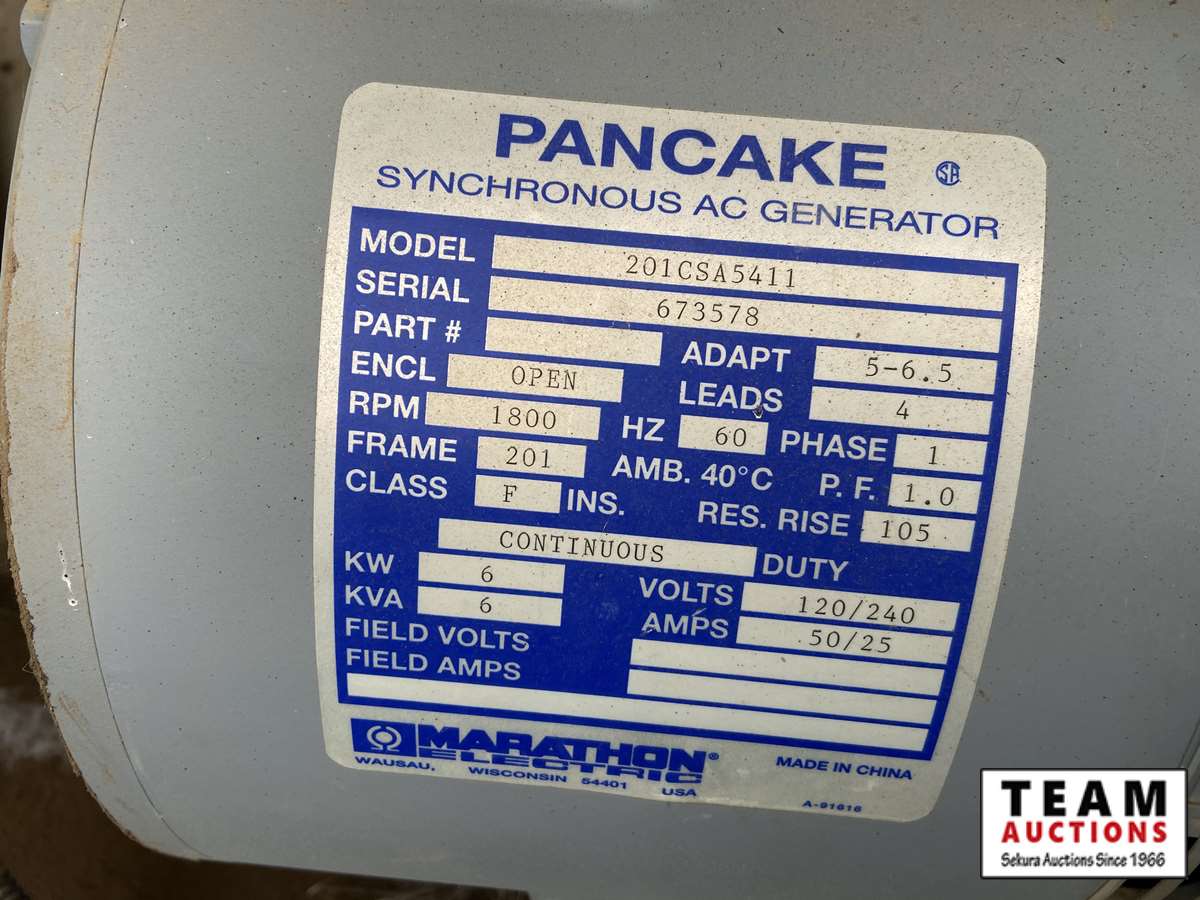 PANCAKE SA
SYNCHRONOUS AC GENERATOR
MODEL 201CSA5411
SERIAL 673578
PART # ADAPT 5-6.5
ENCL OPEN LEADS 4
RPM 1800 HZ 60 PHASE 1
FRAME 201 AMB. 40°C P. F. 1.0
CLASS F INS. RES. RISE 105
CONTINUOUS DUTY
KW 6 VOLTS 120/240
KVA 6 AMPS 50/25
FIELD VOLTS
FIELD AMPS
MARATHON®
ELECTRIC MADE IN CHINA
WAUSAU, WISCONSIN 54401 USA A-91616
TEAM
AUCTIONS
Sekura Auctions Since 1966